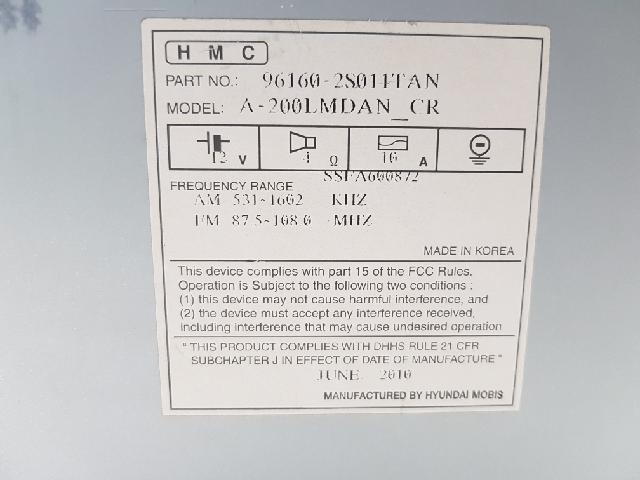 HMC
PART NO.: 96160-2S011TAN
MODEL: A-200LMDAN_CR
12 V 4 Ω 10 A
SSFA600872
FREQUENCY RANGE
AM 531~1602 KHZ
FM 87.5~108.0 MHZ
MADE IN KOREA
This device complies with part 15 of the FCC Rules.
Operation is Subject to the following two conditions :
(1) this device may not cause harmful interference, and
(2) the device must accept any interference received,
including interference that may cause undesired operation
" THIS PRODUCT COMPLIES WITH DHHS RULE 21 CFR
SUBCHAPTER J IN EFFECT OF DATE OF MANUFACTURE "
JUNE. 2010
MANUFACTURED BY HYUNDAI MOBIS